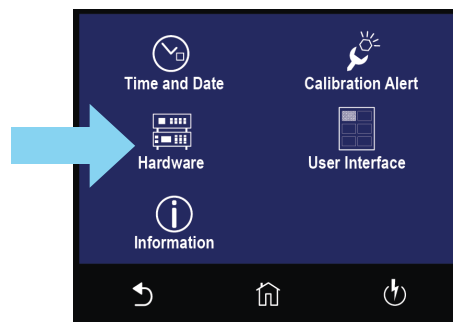 Time and Date
Calibration Alert
Hardware
User Interface
Information